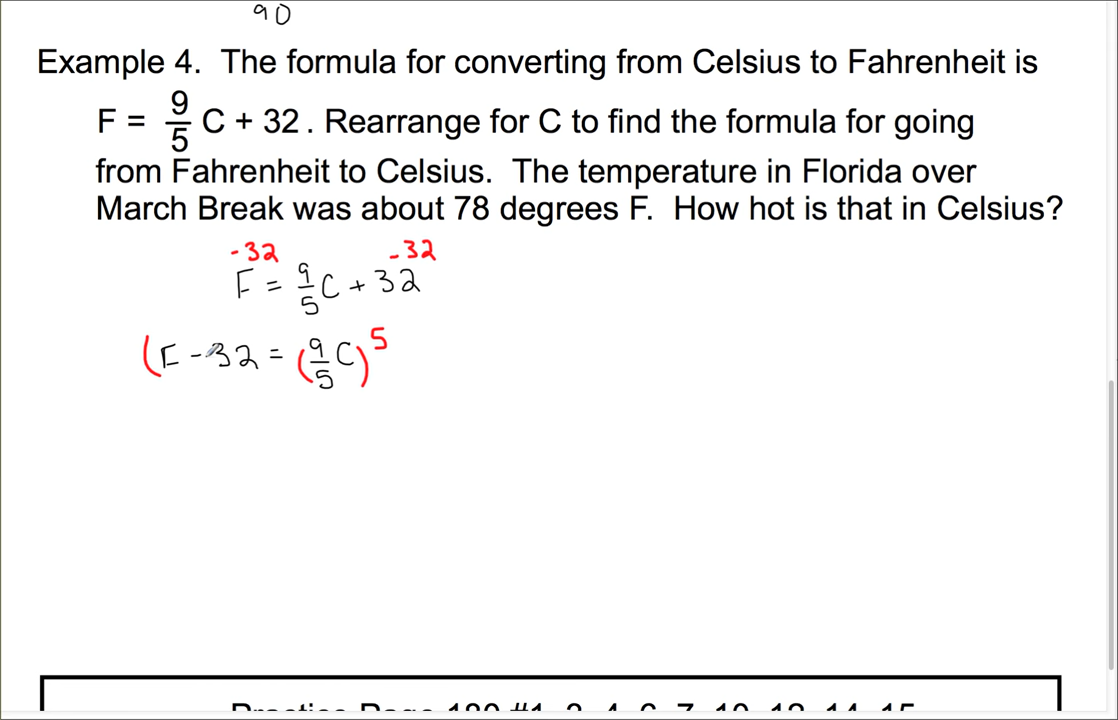 90
Example 4. The formula for converting from Celsius to Fahrenheit is
F = 9/5 C + 32. Rearrange for C to find the formula for going
from Fahrenheit to Celsius. The temperature in Florida over
March Break was about 78 degrees F. How hot is that in Celsius?
-32 -32
F = 9/5 C + 32
(F - 32 = (9/5 C) 5